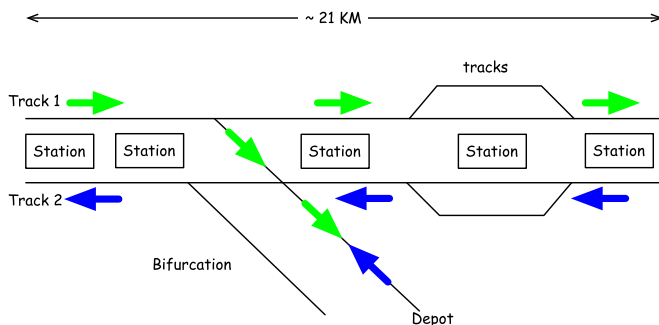 ~ 21 KM
tracks
Track 1
Station
Station
Station
Station
Station
Track 2
Bifurcation
Depot